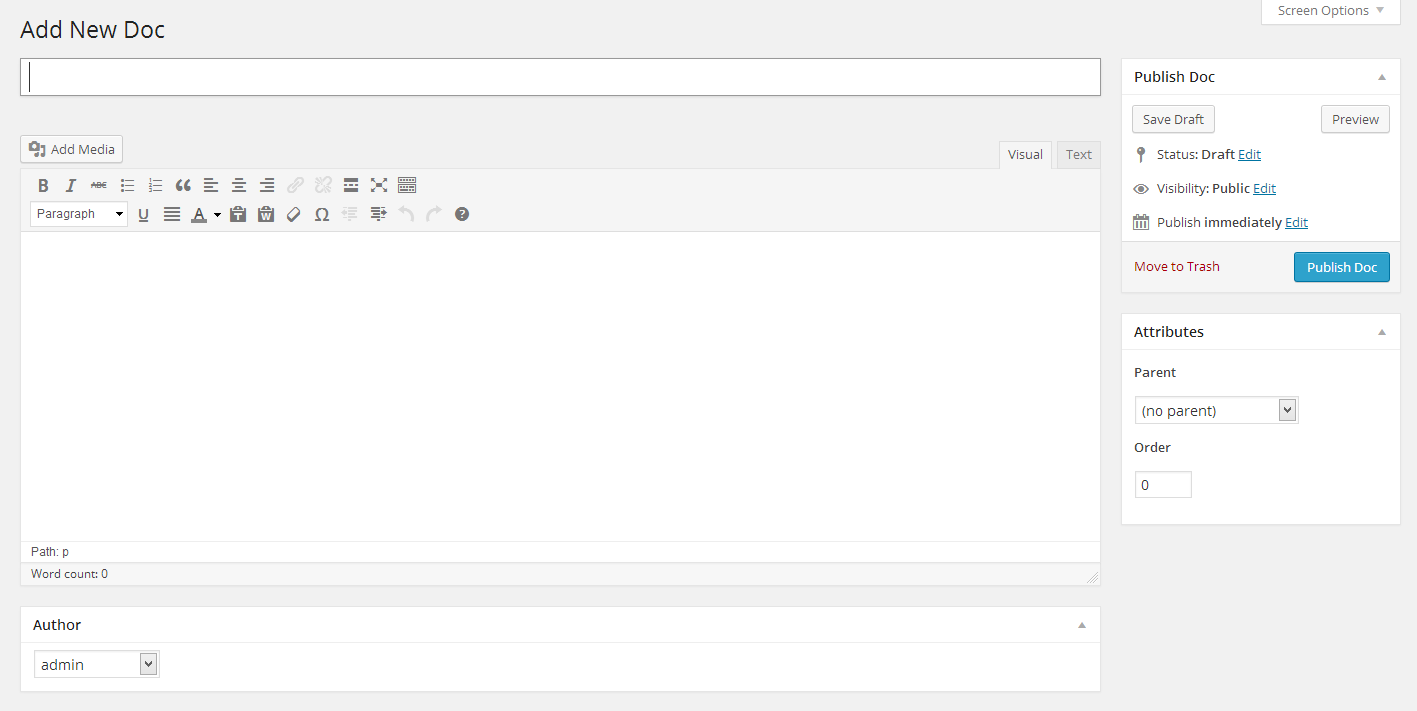 Screen Options
Add New Doc
Add Media
Visual Text
B I ABC
Paragraph U A T W Ω ?
Path: p
Word count: 0
Author
admin
Publish Doc
Save Draft Preview
Status: Draft Edit
Visibility: Public Edit
Publish immediately Edit
Move to Trash Publish Doc
Attributes
Parent
(no parent)
Order
0